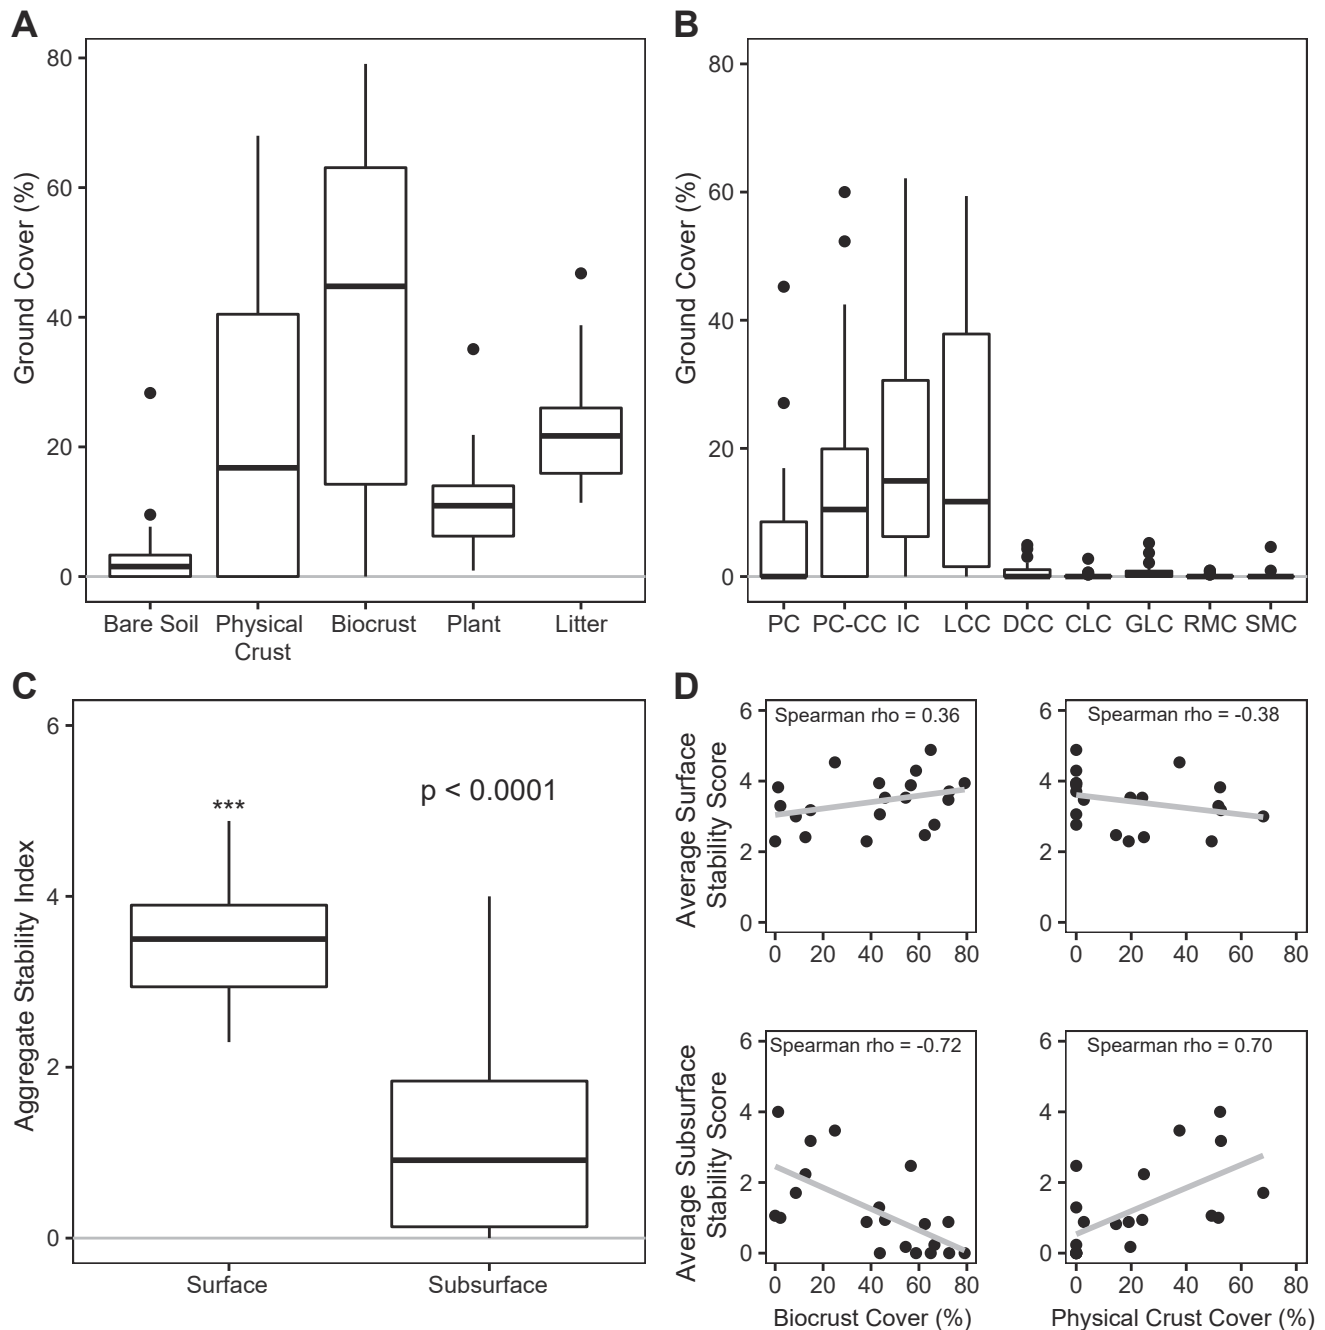 A
Ground Cover (%)
80
60
40
20
0
Bare Soil Physical Biocrust Plant Litter
Crust
B
Ground Cover (%)
80
60
40
20
0
PC PC-CC IC LCC DCC CLC GLC RMC SMC
C
Aggregate Stability Index
6
4
2
0
***
p < 0.0001
Surface Subsurface
D
Average Surface
Stability Score
6
4
2
0
Spearman rho = 0.36
0 20 40 60 80
6
4
2
0
Spearman rho = -0.38
0 20 40 60 80
Average Subsurface
Stability Score
6
4
2
0
Spearman rho = -0.72
0 20 40 60 80
Biocrust Cover (%)
6
4
2
0
Spearman rho = 0.70
0 20 40 60 80
Physical Crust Cover (%)